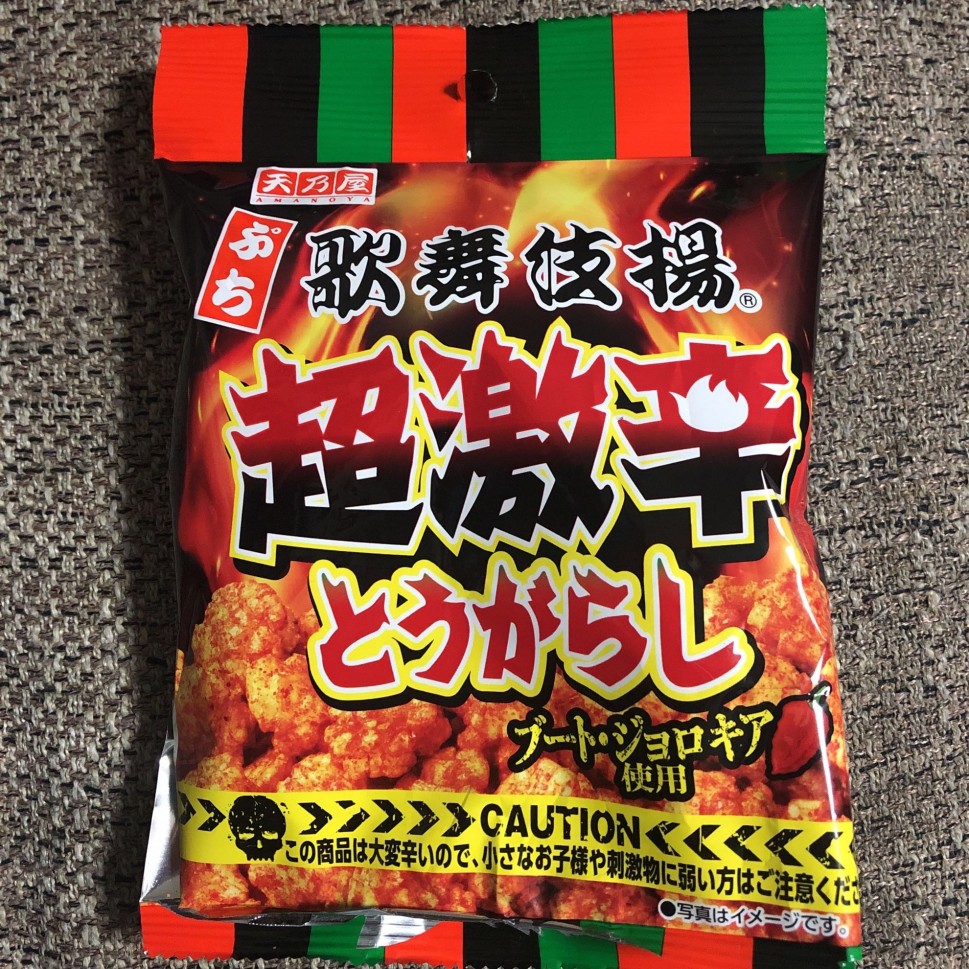 天乃屋
AMANOYA
ぷち
歌舞伎揚®
超激辛
とうがらし
ブート・ジョロキア
使用
CAUTION
この商品は大変辛いので、小さなお子様や刺激物に弱い方はご注意くださ
●写真はイメージです。